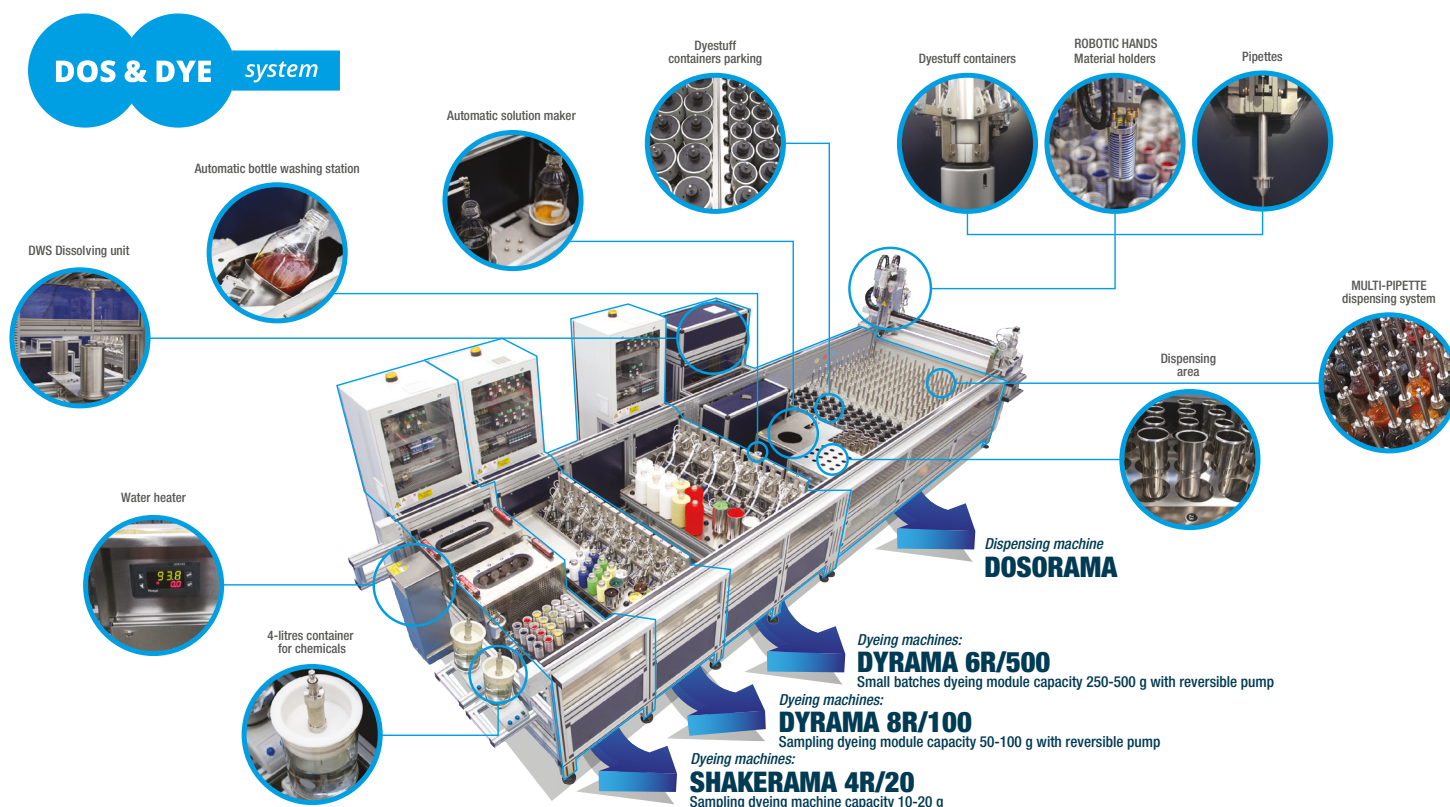 DOS & DYE system
Dyestuff
containers parking
Dyestuff containers
ROBOTIC HANDS
Material holders
Pipettes
Automatic solution maker
Automatic bottle washing station
DWS Dissolving unit
MULTI-PIPETTE
dispensing system
Dispensing
area
Water heater
93.8
0.0
4-litres container
for chemicals
Dispensing machine
DOSORAMA
Dyeing machines:
DYRAMA 6R/500
Small batches dyeing module capacity 250-500 g with reversible pump
Dyeing machines:
DYRAMA 8R/100
Sampling dyeing module capacity 50-100 g with reversible pump
Dyeing machines:
SHAKERAMA 4R/20
Sampling dyeing machine capacity 10-20 g